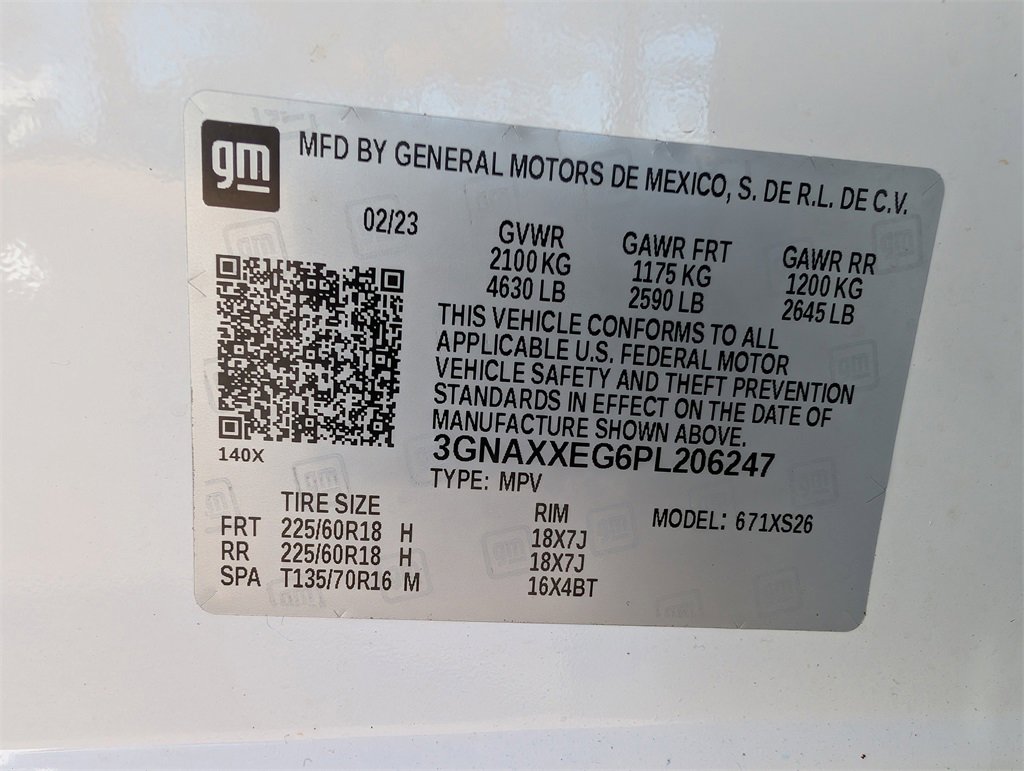 gm
MFD BY GENERAL MOTORS DE MEXICO, S. DE R.L. DE C.V.
02/23
GVWR
2100 KG
4630 LB
GAWR FRT
1175 KG
2590 LB
GAWR RR
1200 KG
2645 LB
THIS VEHICLE CONFORMS TO ALL
APPLICABLE U.S. FEDERAL MOTOR
VEHICLE SAFETY AND THEFT PREVENTION
STANDARDS IN EFFECT ON THE DATE OF
MANUFACTURE SHOWN ABOVE.
3GNAXXEG6PL206247
140X
TYPE: MPV
TIRE SIZE RIM MODEL: 671XS26
FRT 225/60R18 H 18X7J
RR 225/60R18 H 18X7J
SPA T135/70R16 M 16X4BT